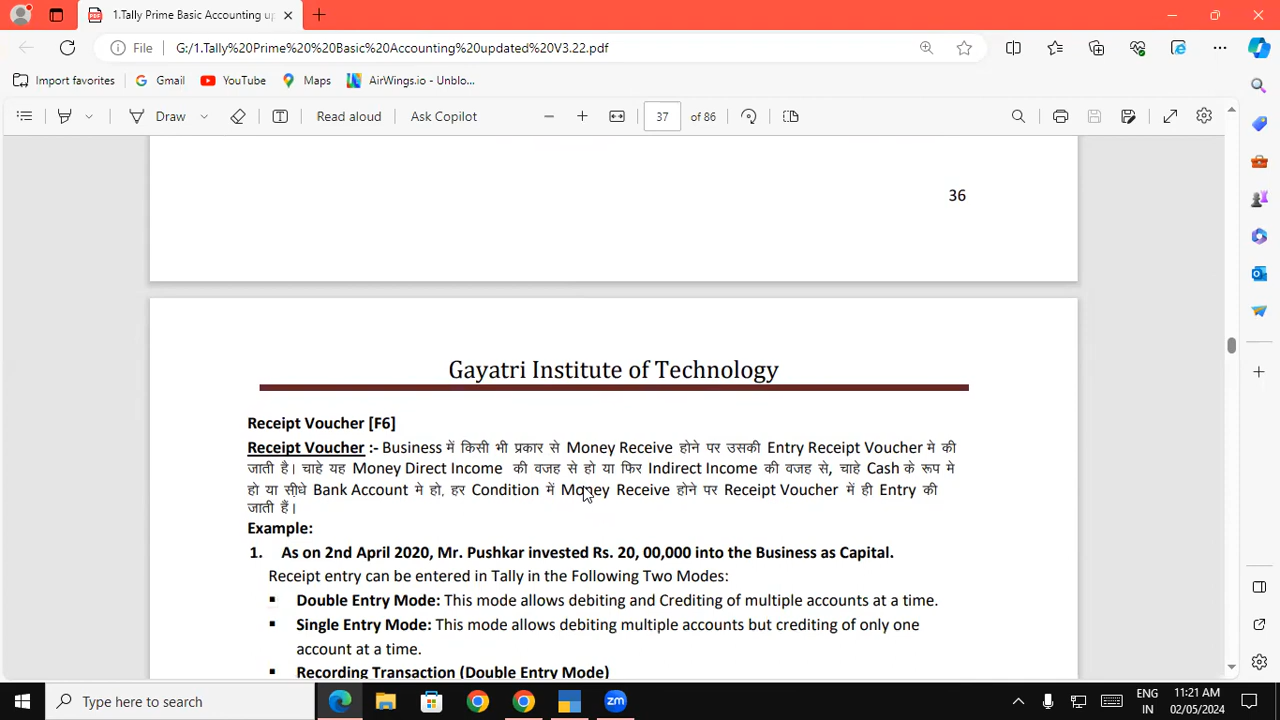 1.Tally Prime Basic Accounting up
File
G:/1.Tally%20Prime%20%20Basic%20Accounting%20updated%20V3.22.pdf
Import favorites
Gmail
YouTube
Maps
AirWings.io - Unblo...
Draw
Read aloud
Ask Copilot
37 of 86
36
Gayatri Institute of Technology
Receipt Voucher [F6]
Receipt Voucher :- Business में किसी भी प्रकार से Money Receive होने पर उसकी Entry Receipt Voucher मे की
जाती है। चाहे यह Money Direct Income की वजह से हो या फिर Indirect Income की वजह से, चाहे Cash के रूप मे
हो या सीधे Bank Account मे हो, हर Condition में Money Receive होने पर Receipt Voucher में ही Entry की
जाती हैं।
Example:
1. As on 2nd April 2020, Mr. Pushkar invested Rs. 20, 00,000 into the Business as Capital.
Receipt entry can be entered in Tally in the Following Two Modes:
▪ Double Entry Mode: This mode allows debiting and Crediting of multiple accounts at a time.
▪ Single Entry Mode: This mode allows debiting multiple accounts but crediting of only one
account at a time.
▪ Recording Transaction (Double Entry Mode)
Type here to search
ENG
IN
11:21 AM
02/05/2024